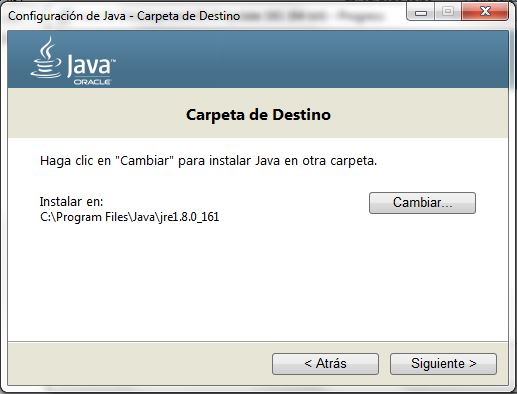 Configuración de Java - Carpeta de Destino
Java™
ORACLE
Carpeta de Destino
Haga clic en "Cambiar" para instalar Java en otra carpeta.
Instalar en:
C:\Program Files\Java\jre1.8.0_161
Cambiar...
< Atrás
Siguiente >